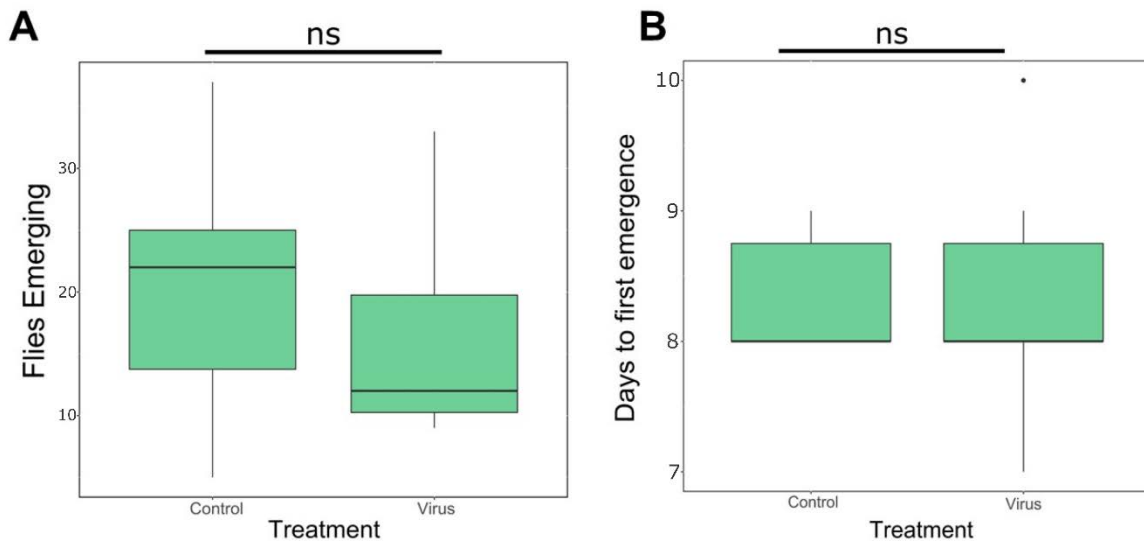 A
ns
Flies Emerging
30
20
10
Control Virus
Treatment
B
ns
Days to first emergence
10
9
8
7
Control Virus
Treatment